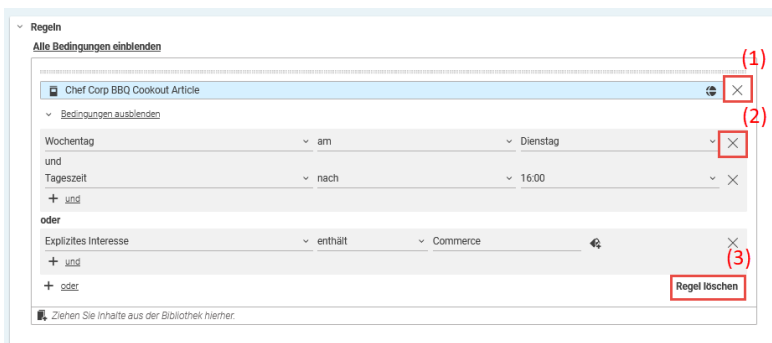 Regeln
Alle Bedingungen einblenden
(1)
Chef Corp BBQ Cookout Article
Bedingungen ausblenden
(2)
Wochentag am Dienstag
und
Tageszeit nach 16:00
+ und
oder
Explizites Interesse enthält Commerce
+ und
(3)
+ oder Regel löschen
Ziehen Sie Inhalte aus der Bibliothek hierher.